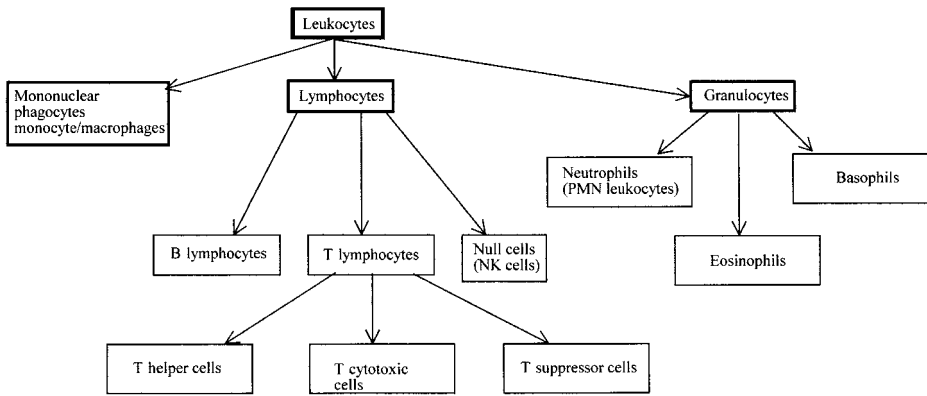 Leukocytes
Mononuclear
phagocytes
monocyte/macrophages
Lymphocytes
Granulocytes
Neutrophils
(PMN leukocytes)
Basophils
B lymphocytes
T lymphocytes
Null cells
(NK cells)
Eosinophils
T helper cells
T cytotoxic
cells
T suppressor cells